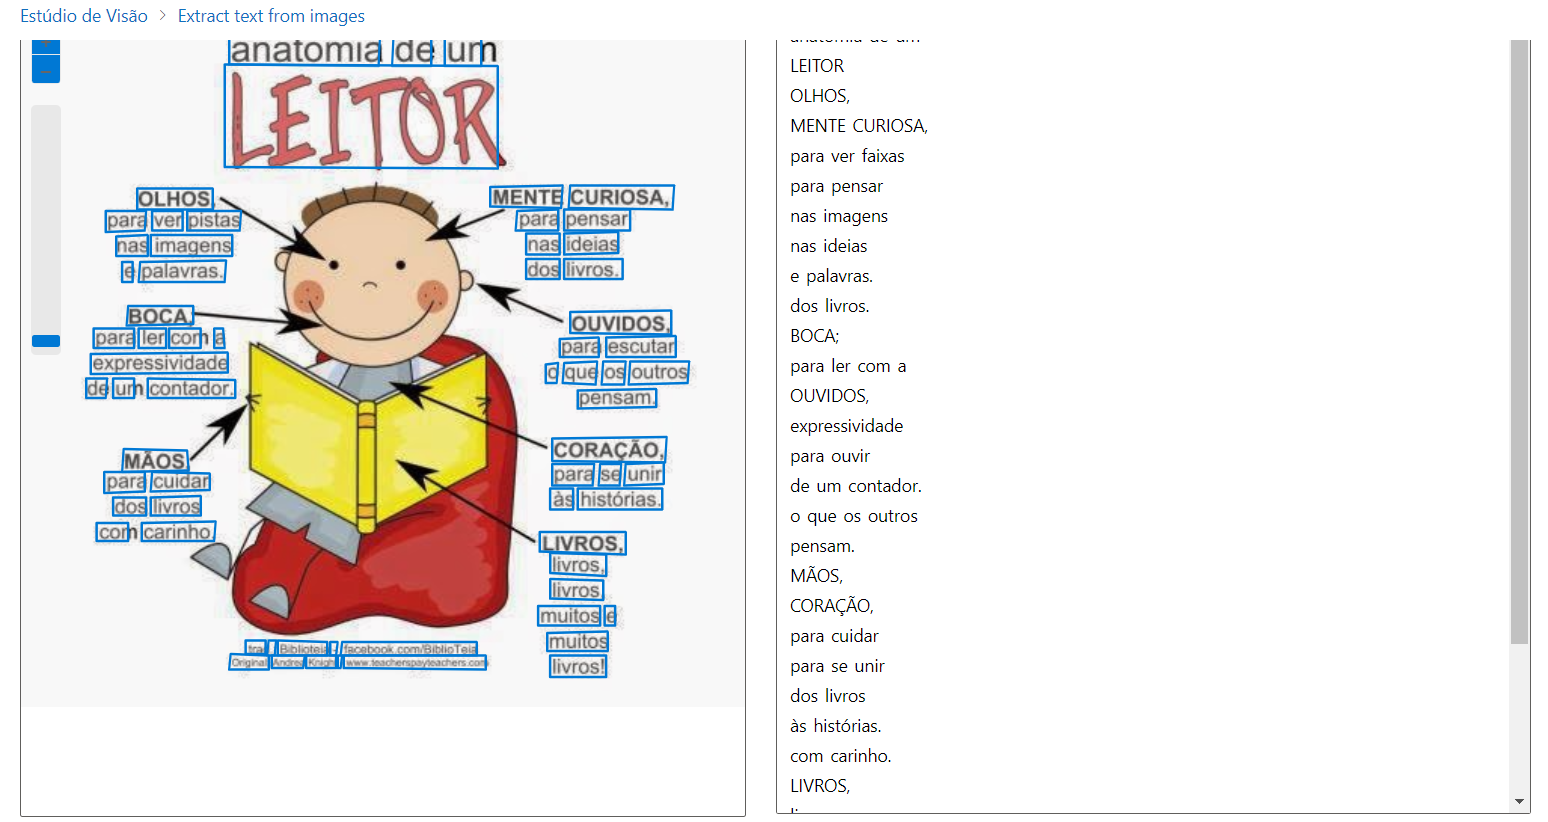 Estúdio de Visão > Extract text from images
anatomia de um
LEITOR
OLHOS,
para ver pistas
nas imagens
e palavras.
MENTE CURIOSA,
para pensar
nas ideias
dos livros.
BOCA,
para ler com a
expressividade
de um contador.
OUVIDOS,
para escutar
o que os outros
pensam.
MÃOS,
para cuidar
dos livros
com carinho.
CORAÇÃO,
para se unir
às histórias.
LIVROS,
livros,
livros
muitos e
muitos
livros!
Biblioteia - facebook.com/BiblioTeia
Original: Andrea Knight / www.teacherspayteachers.com
anatomia de um
LEITOR
OLHOS,
MENTE CURIOSA,
para ver faixas
para pensar
nas imagens
nas ideias
e palavras.
dos livros.
BOCA;
para ler com a
OUVIDOS,
expressividade
para ouvir
de um contador.
o que os outros
pensam.
MÃOS,
CORAÇÃO,
para cuidar
para se unir
dos livros
às histórias.
com carinho.
LIVROS,